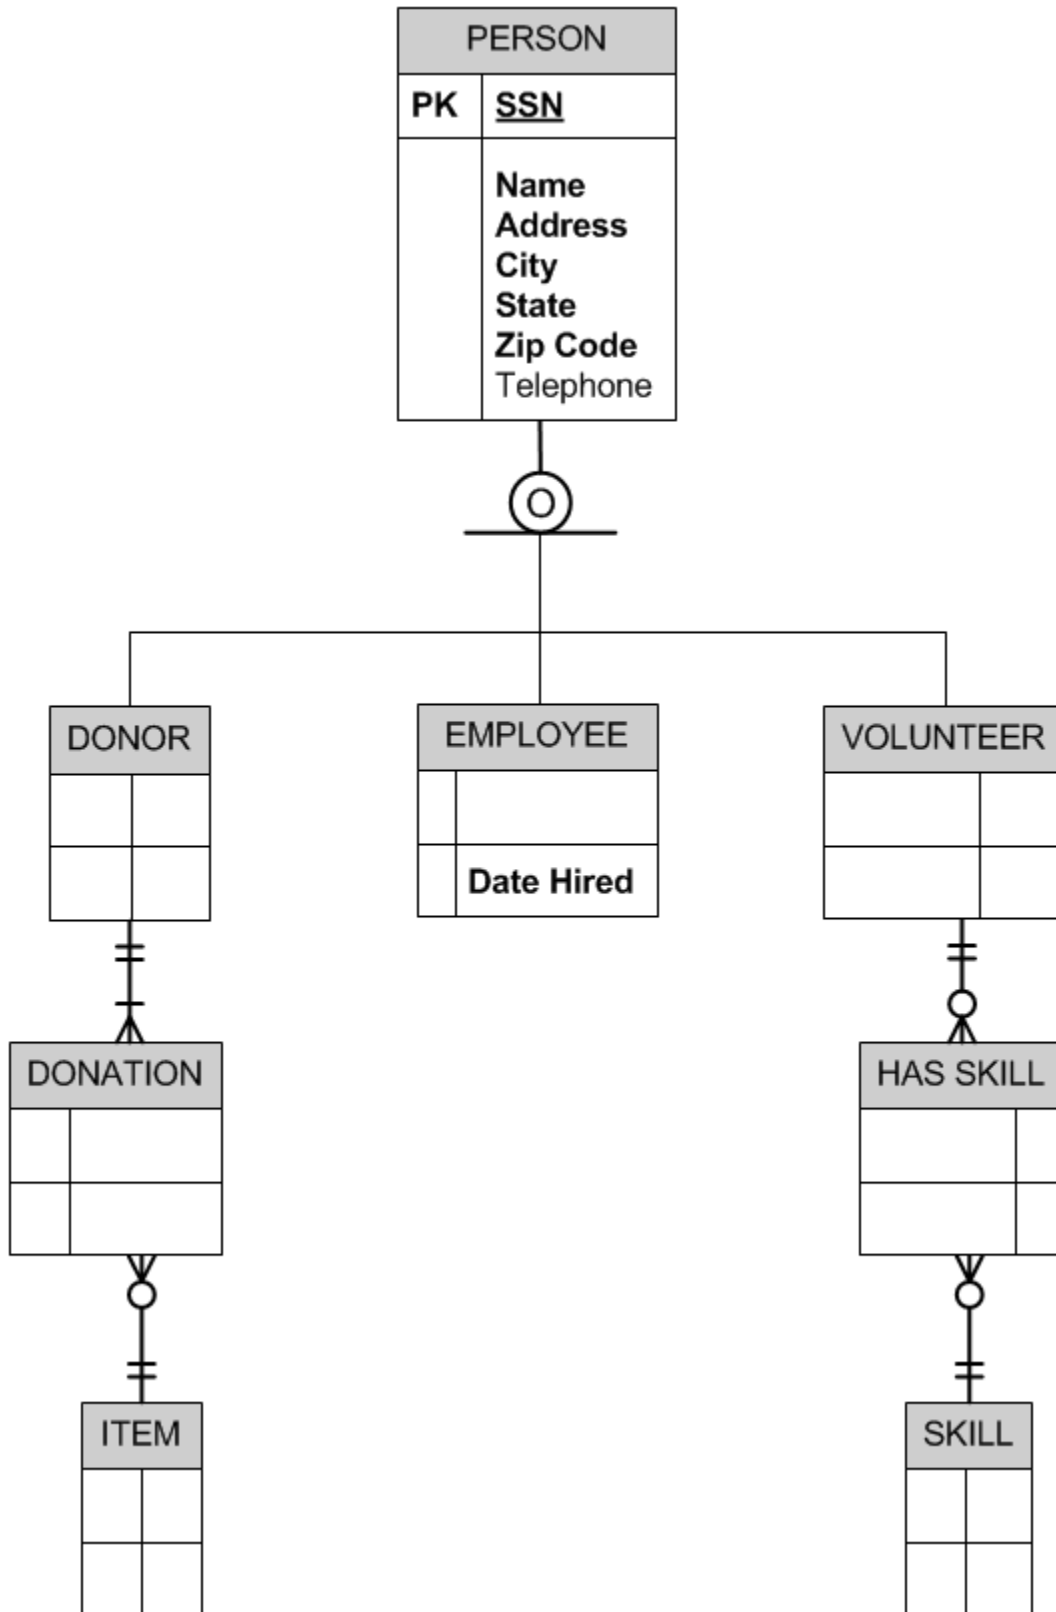 PERSON
PK SSN
Name
Address
City
State
Zip Code
Telephone
O
DONOR
EMPLOYEE
VOLUNTEER
Date Hired
DONATION
HAS SKILL
ITEM
SKILL